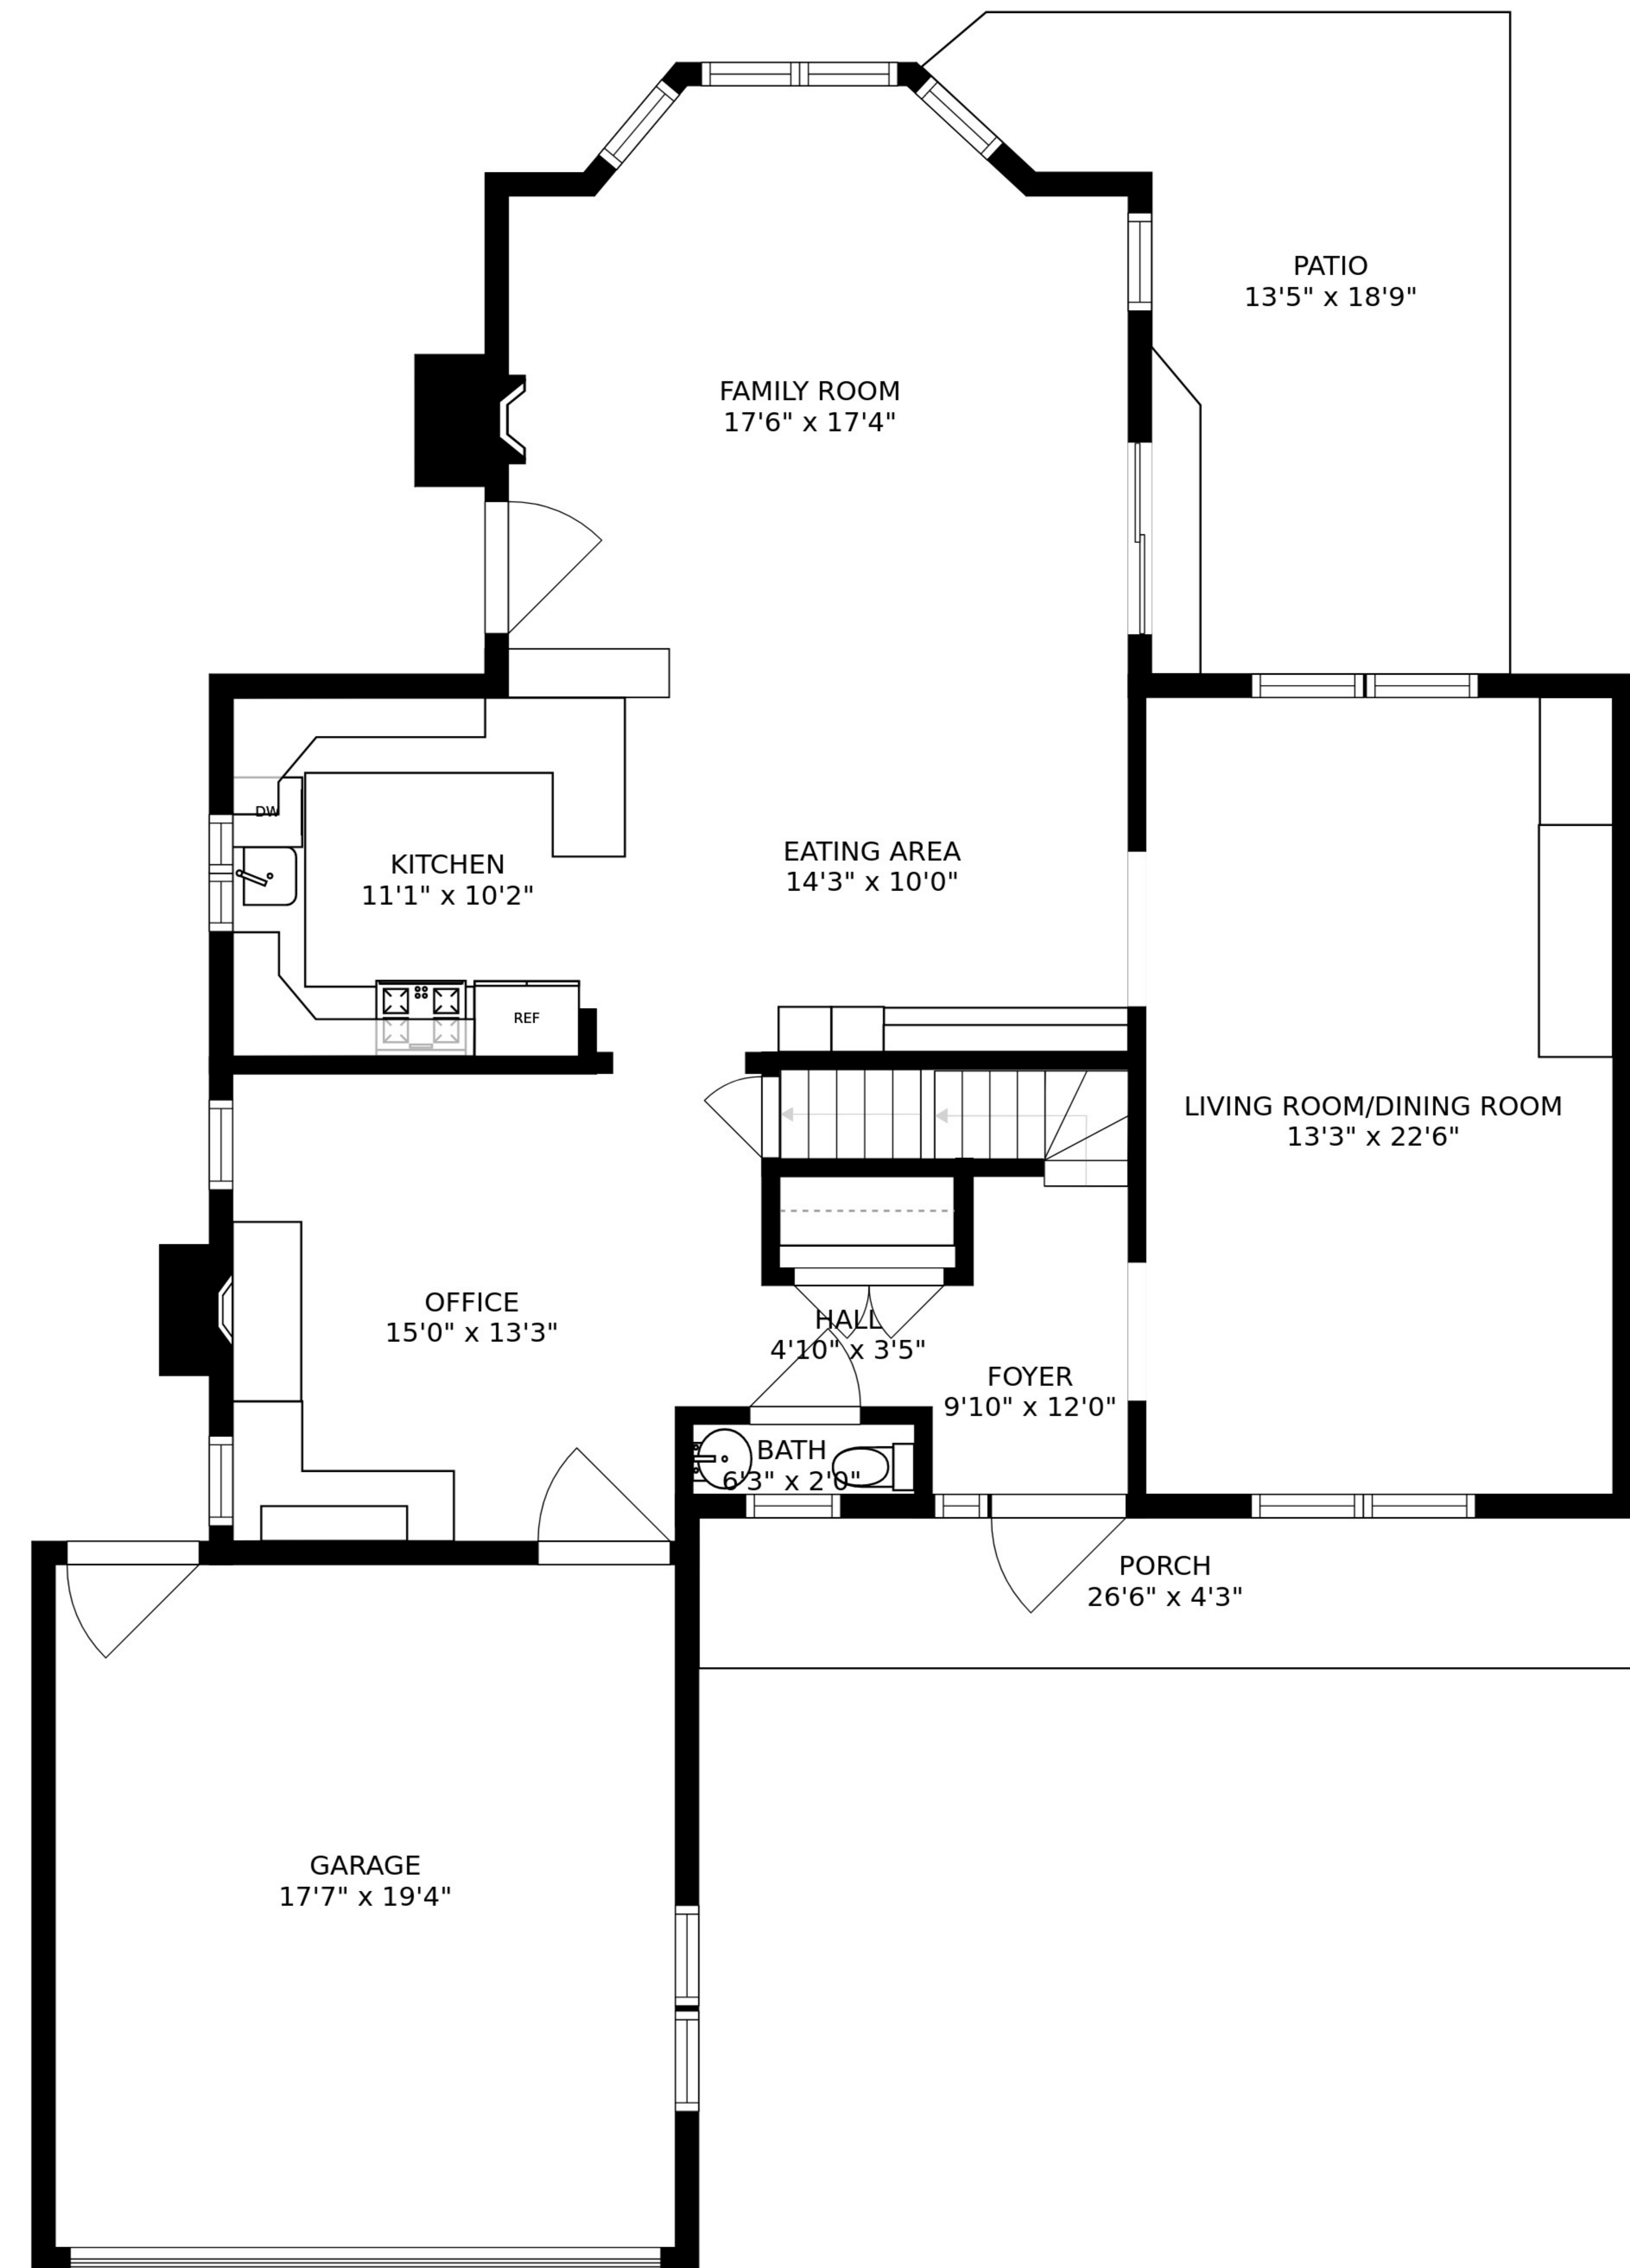 PATIO
13'5" x 18'9"
FAMILY ROOM
17'6" x 17'4"
DW
KITCHEN
11'1" x 10'2"
EATING AREA
14'3" x 10'0"
REF
LIVING ROOM/DINING ROOM
13'3" x 22'6"
OFFICE
15'0" x 13'3"
HALL
4'10" x 3'5"
FOYER
9'10" x 12'0"
BATH
6'3" x 2'0"
PORCH
26'6" x 4'3"
GARAGE
17'7" x 19'4"